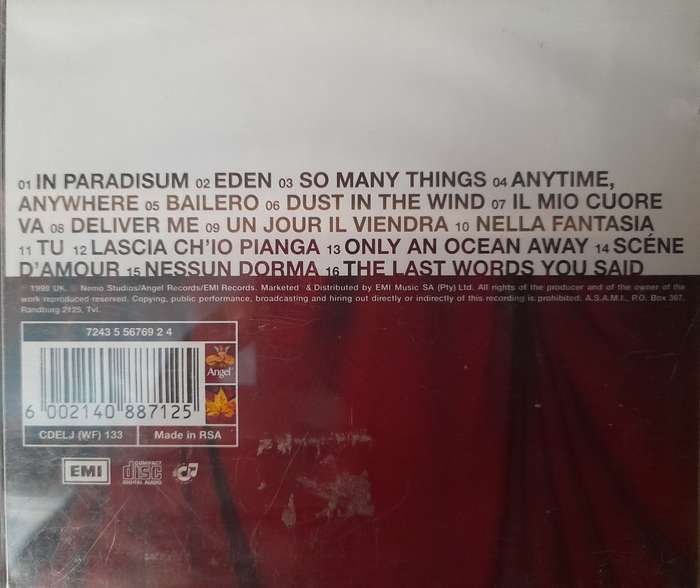 01 IN PARADISUM 02 EDEN 03 SO MANY THINGS 04 ANYTIME,
ANYWHERE 05 BAILERO 06 DUST IN THE WIND 07 IL MIO CUORE
VA 08 DELIVER ME 09 UN JOUR IL VIENDRA 10 NELLA FANTASIA
11 TU 12 LASCIA CH'IO PIANGA 13 ONLY AN OCEAN AWAY 14 SCÉNE
D'AMOUR 15 NESSUN DORMA 16 THE LAST WORDS YOU SAID
1999 UK. Nemo Studios/Angel Records/EMI Records. Marketed & Distributed by EMI Music SA (Pty) Ltd. All rights of the producer and of the owner of the
work reproduced reserved. Copying, public performance, broadcasting and hiring out directly or indirectly of this recording is prohibited. A.S.A.M.I., P.O. Box 367,
Randburg 2125, Tvl.
7243 5 56769 2 4
Angel
6 002140 887125
CDELJ (WF) 133 Made in RSA
EMI COMPACT disc DIGITAL AUDIO